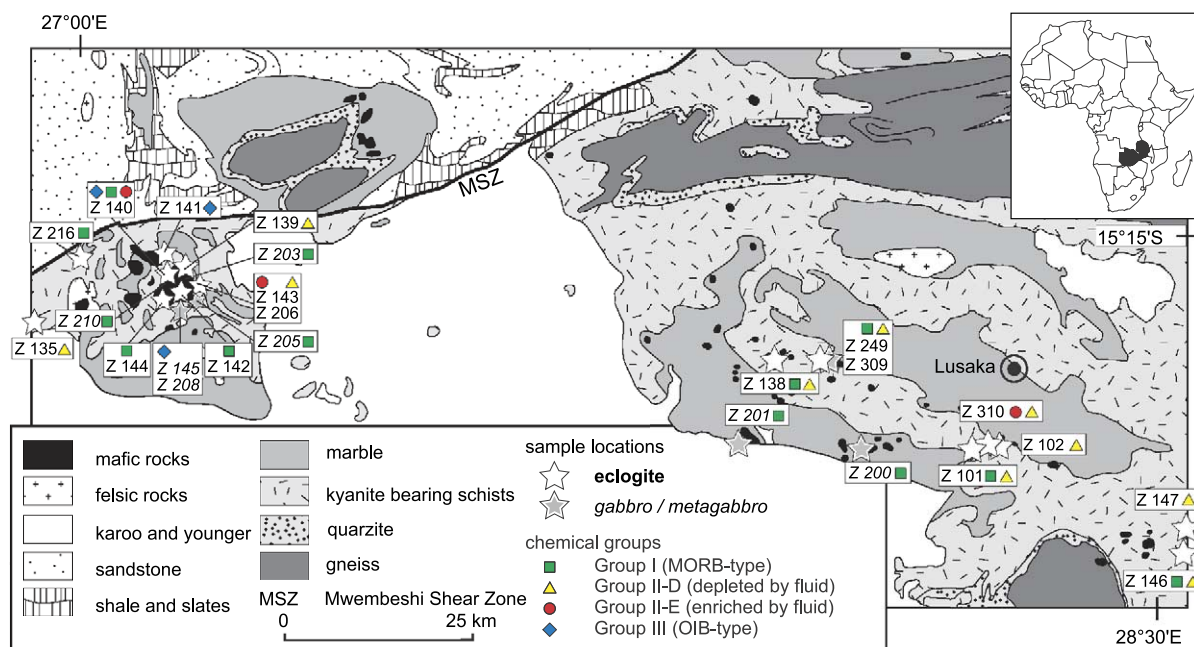 27°00'E
MSZ
Z 140
Z 141
Z 216
Z 139
Z 203
Z 143
Z 206
Z 210
Z 205
Z 135
Z 144
Z 145
Z 208
Z 142
15°15'S
Z 249
Z 309
Z 138
Lusaka
Z 201
Z 310
Z 102
Z 200
Z 101
Z 147
Z 146
28°30'E
mafic rocks
felsic rocks
karoo and younger
sandstone
shale and slates
marble
kyanite bearing schists
quarzite
gneiss
MSZ Mwembeshi Shear Zone
0 25 km
sample locations
eclogite
gabbro / metagabbro
chemical groups
Group I (MORB-type)
Group II-D (depleted by fluid)
Group II-E (enriched by fluid)
Group III (OIB-type)